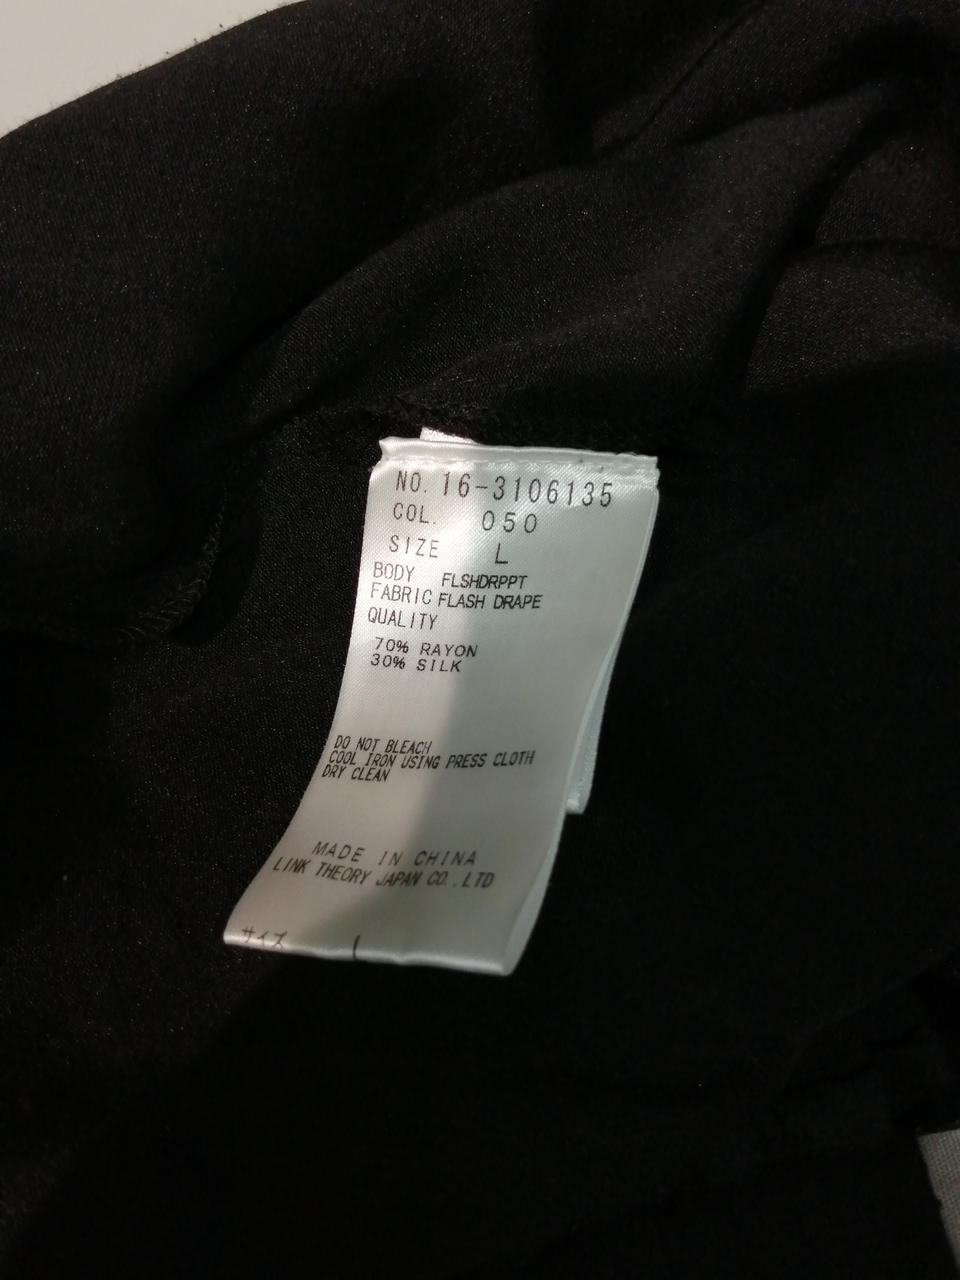 NO. 16-3106135
COL. 050
SIZE L
BODY FLSHDRPPT
FABRIC FLASH DRAPE
QUALITY
70% RAYON
30% SILK
DO NOT BLEACH
COOL IRON USING PRESS CLOTH
DRY CLEAN
MADE IN CHINA
LINK THEORY JAPAN CO.,LTD
サイズ